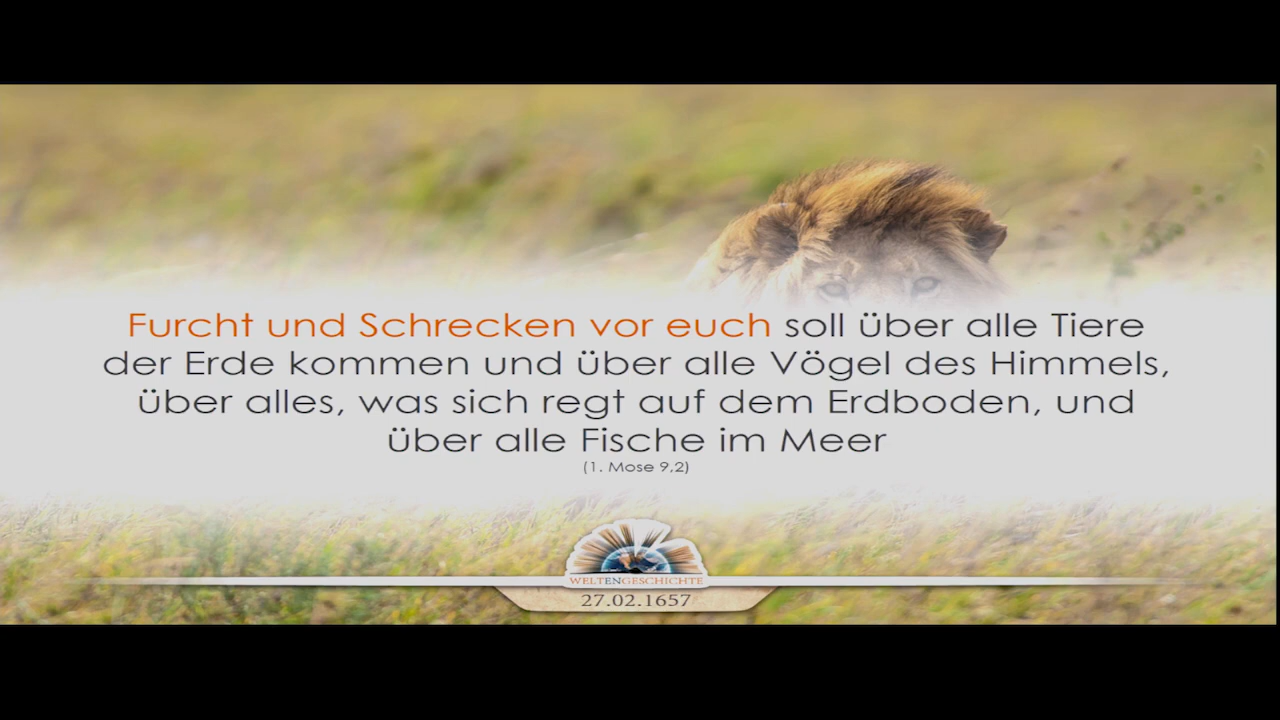 Furcht und Schrecken vor euch soll über alle Tiere
der Erde kommen und über alle Vögel des Himmels,
über alles, was sich regt auf dem Erdboden, und
über alle Fische im Meer
(1. Mose 9,2)
WELTENGESCHICHTE
27.02.1657